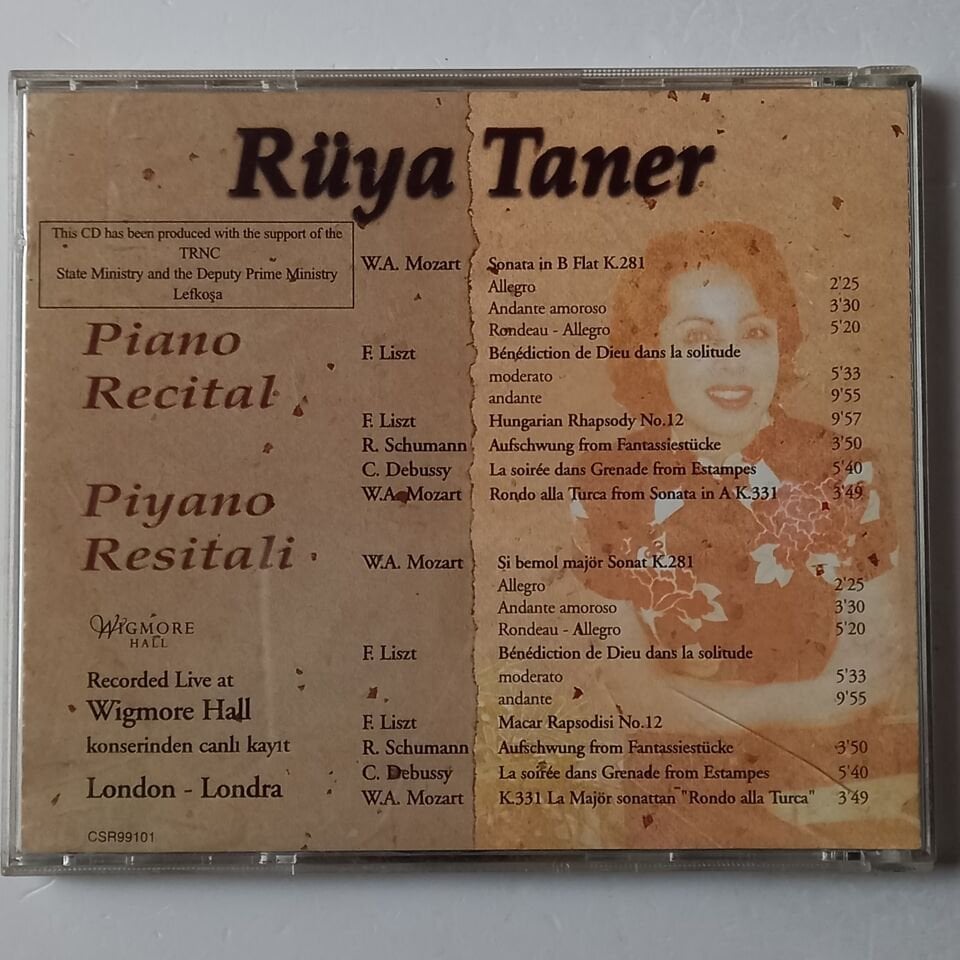 Rüya Taner
This CD has been produced with the support of the
TRNC
State Ministry and the Deputy Prime Ministry
Lefkoşa
Piano
Recital
Piyano
Resitali
WIGMORE
HALL
Recorded Live at
Wigmore Hall
konserinden canlı kayıt
London - Londra
CSR99101
W.A. Mozart Sonata in B Flat K.281
Allegro 2'25
Andante amoroso 3'30
Rondeau - Allegro 5'20
F. Liszt Bénédiction de Dieu dans la solitude
moderato 5'33
andante 9'55
F. Liszt Hungarian Rhapsody No.12 9'57
R. Schumann Aufschwung from Fantassiestücke 3'50
C. Debussy La soirée dans Grenade from Estampes 5'40
W.A. Mozart Rondo alla Turca from Sonata in A K.331 3'49
W.A. Mozart Si bemol majör Sonat K.281
Allegro 2'25
Andante amoroso 3'30
Rondeau - Allegro 5'20
F. Liszt Bénédiction de Dieu dans la solitude
moderato 5'33
andante 9'55
F. Liszt Macar Rapsodisi No.12
R. Schumann Aufschwung from Fantassiestücke 3'50
C. Debussy La soirée dans Grenade from Estampes 5'40
W.A. Mozart K.331 La Majör sonattan "Rondo alla Turca" 3'49